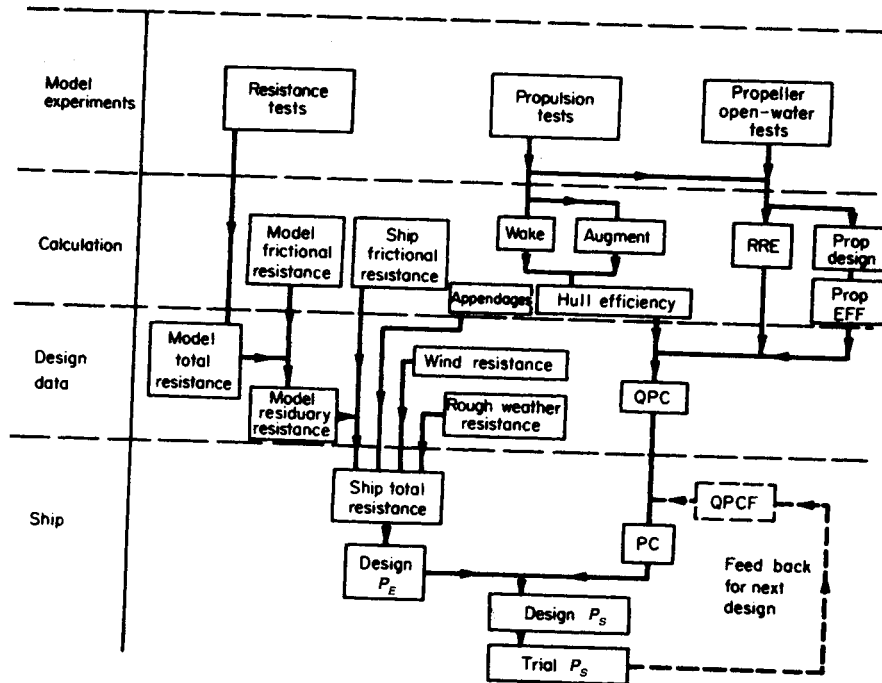 Model
experiments
Resistance
tests
Propulsion
tests
Propeller
open-water
tests
Calculation
Model
frictional
resistance
Ship
frictional
resistance
Wake
Augment
RRE
Prop
design
Appendages
Hull efficiency
Prop
EFF
Design
data
Model
total
resistance
Wind resistance
Model
residuary
resistance
Rough weather
resistance
QPC
Ship
Ship total
resistance
QPCF
PC
Design
P_E
Feed back
for next
design
Design P_S
Trial P_S